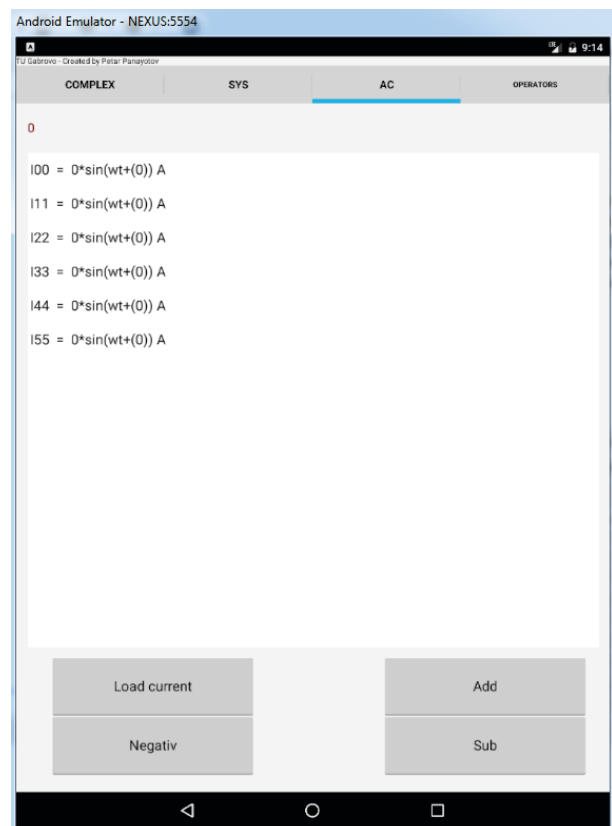 Android Emulator - NEXUS:5554
9:14
TU Gabrovo - Created by Petar Panayotov
COMPLEX SYS AC OPERATORS
0
I00 = 0*sin(wt+(0)) A
I11 = 0*sin(wt+(0)) A
I22 = 0*sin(wt+(0)) A
I33 = 0*sin(wt+(0)) A
I44 = 0*sin(wt+(0)) A
I55 = 0*sin(wt+(0)) A
Load current Add
Negativ Sub